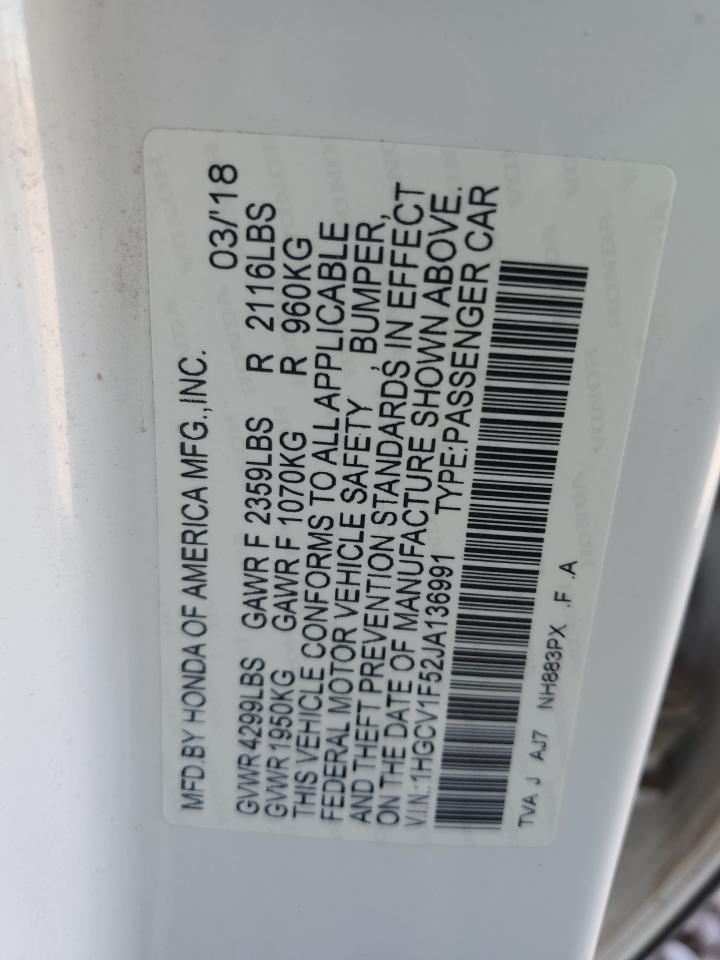 MFD.BY HONDA OF AMERICA MFG.,INC. 03/'18
GVWR 4299LBS GAWR F 2359LBS R 2116LBS
GVWR 1950KG GAWR F 1070KG R 960KG
THIS VEHICLE CONFORMS TO ALL APPLICABLE
FEDERAL MOTOR VEHICLE SAFETY, BUMPER,
AND THEFT PREVENTION STANDARDS IN EFFECT
ON THE DATE OF MANUFACTURE SHOWN ABOVE.
V.I.N.:1HGCV1F52JA136991 TYPE:PASSENGER CAR
TVA J AJ7 NH883PX .F .A